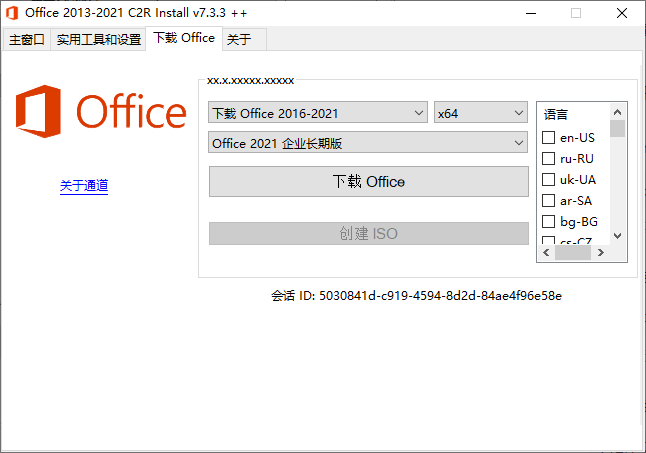 Office 2013-2021 C2R Install v7.3.3 ++
主窗口 实用工具和设置 下载 Office 关于
xx.x.xxxxx.xxxxx
Office
下载 Office 2016-2021 x64
语言
Office 2021 企业长期版
en-US
ru-RU
下载 Office
uk-UA
关于通道
ar-SA
bg-BG
创建 ISO
cs-CZ
会话 ID: 5030841d-c919-4594-8d2d-84ae4f96e58e